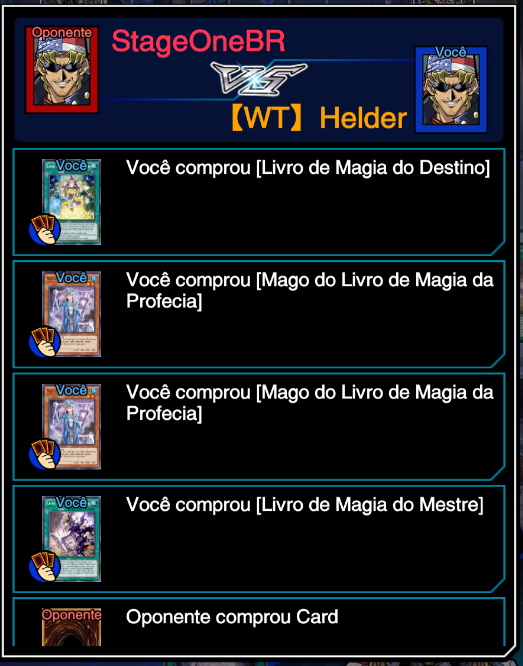 Oponente
StageOneBR
VS
Você
【WT】 Helder
Você
Você comprou [Livro de Magia do Destino]
Você
Você comprou [Mago do Livro de Magia da
Profecia]
Você
Você comprou [Mago do Livro de Magia da
Profecia]
Você
Você comprou [Livro de Magia do Mestre]
Oponente
Oponente comprou Card